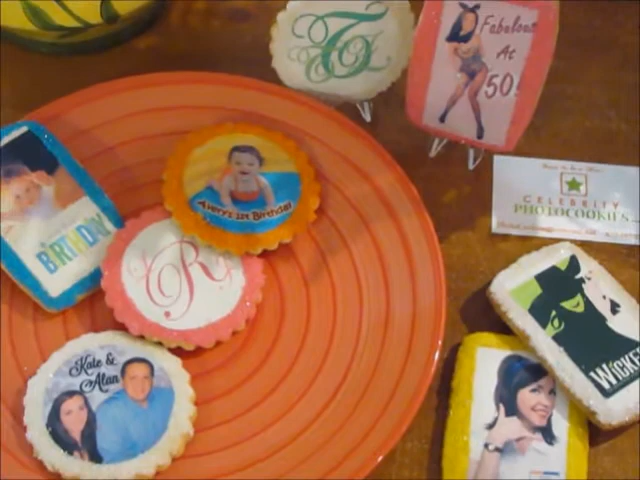 T
Fabulous
At
50!
CELEBRITY
PHOTOCOOKIES
BIRTHDAY
Avery's 1st Birthday
R
Kate &
Alan
WICKED